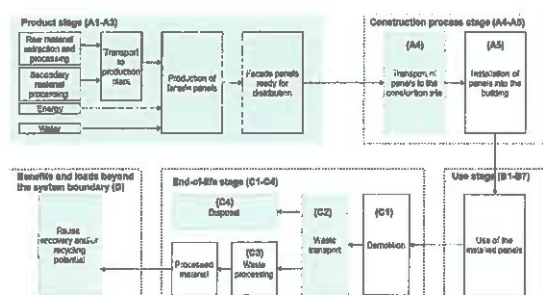 Product stage (A1-A3)
Raw material
extraction and
processing
Secondary
material
processing
Energy
Water
Transport
to
production
plant
Production of
facade panels
Facade panels
ready for
distribution
Construction process stage (A4-A5)
(A4)
Transport of
panels to the
construction site
(A5)
Installation of
panels into the
building
Benefits and loads beyond
the system boundary (D)
Reuse
recovery and/or
recycling
potential
End-of-life stage (C1-C4)
(C4)
Disposal
Processed
material
(C3)
Waste
processing
(C2)
Waste
transport
(C1)
Demolition
Use stage (B1-B7)
Use of the
installed panels